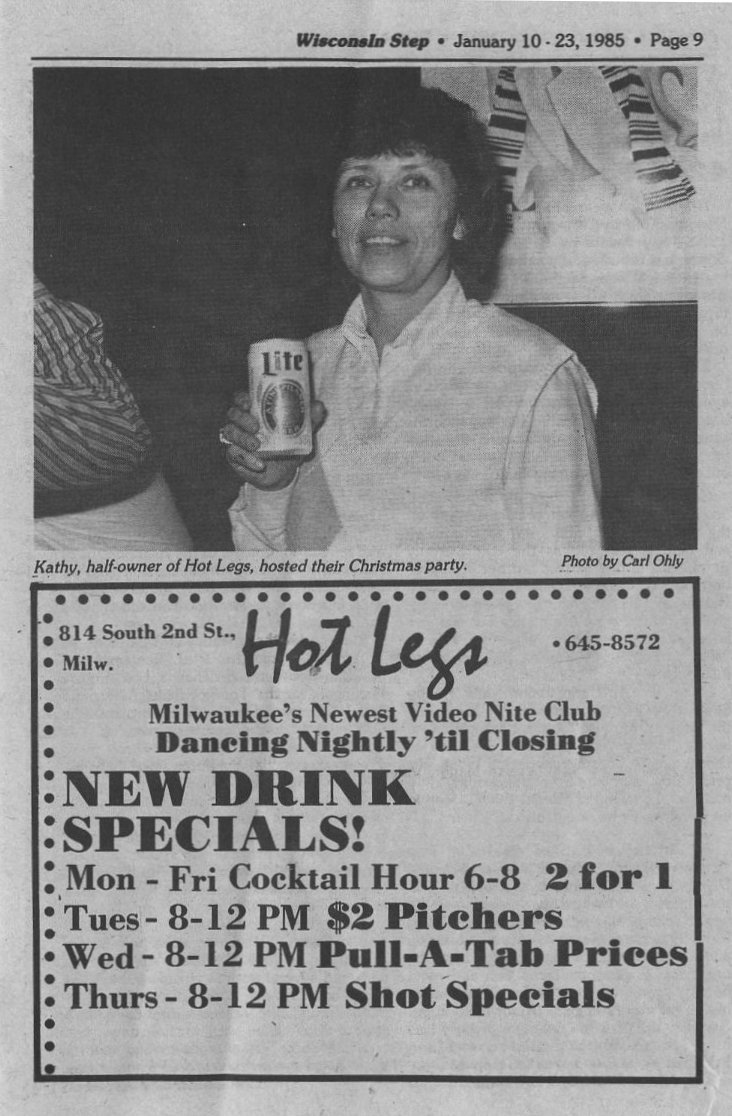 Wisconsin Step • January 10 - 23, 1985 • Page 9
Lite
Kathy, half-owner of Hot Legs, hosted their Christmas party.
Photo by Carl Ohly
814 South 2nd St.,
Milw.
Hot Legs
• 645-8572
Milwaukee's Newest Video Nite Club
Dancing Nightly 'til Closing
NEW DRINK
SPECIALS!
Mon - Fri Cocktail Hour 6-8 2 for 1
Tues - 8-12 PM $2 Pitchers
Wed - 8-12 PM Pull-A-Tab Prices
Thurs - 8-12 PM Shot Specials